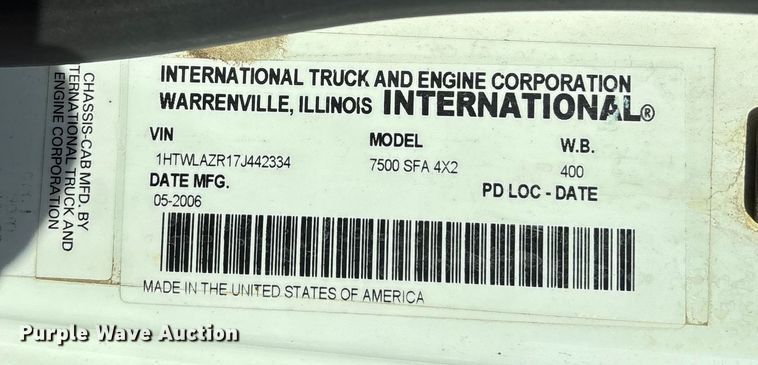 CHASSIS-CAB MFD. BY
INTERNATIONAL TRUCK AND
ENGINE CORPORATION
INTERNATIONAL TRUCK AND ENGINE CORPORATION
WARRENVILLE, ILLINOIS INTERNATIONAL®
VIN MODEL W.B.
1HTWLAZR17J442334 7500 SFA 4X2 400
DATE MFG. PD LOC - DATE
05-2006
MADE IN THE UNITED STATES OF AMERICA
Purple Wave Auction